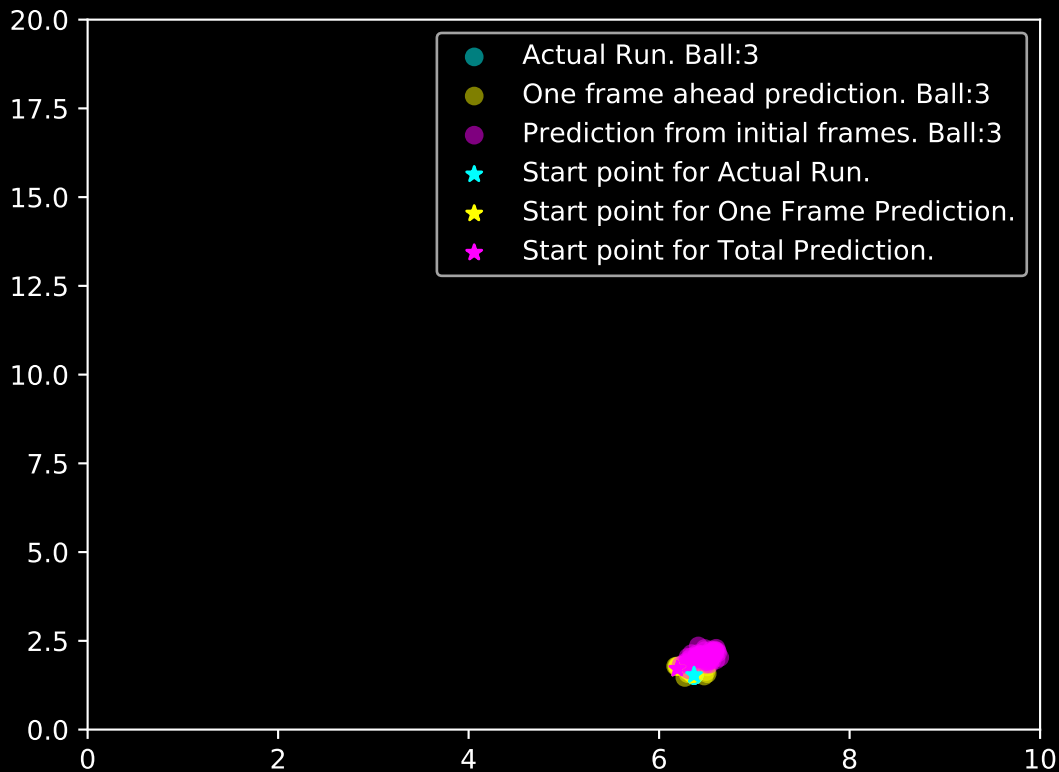 20.0
17.5
15.0
12.5
10.0
7.5
5.0
2.5
0.0
0 2 4 6 8 10
Actual Run. Ball:3
One frame ahead prediction. Ball:3
Prediction from initial frames. Ball:3
Start point for Actual Run.
Start point for One Frame Prediction.
Start point for Total Prediction.